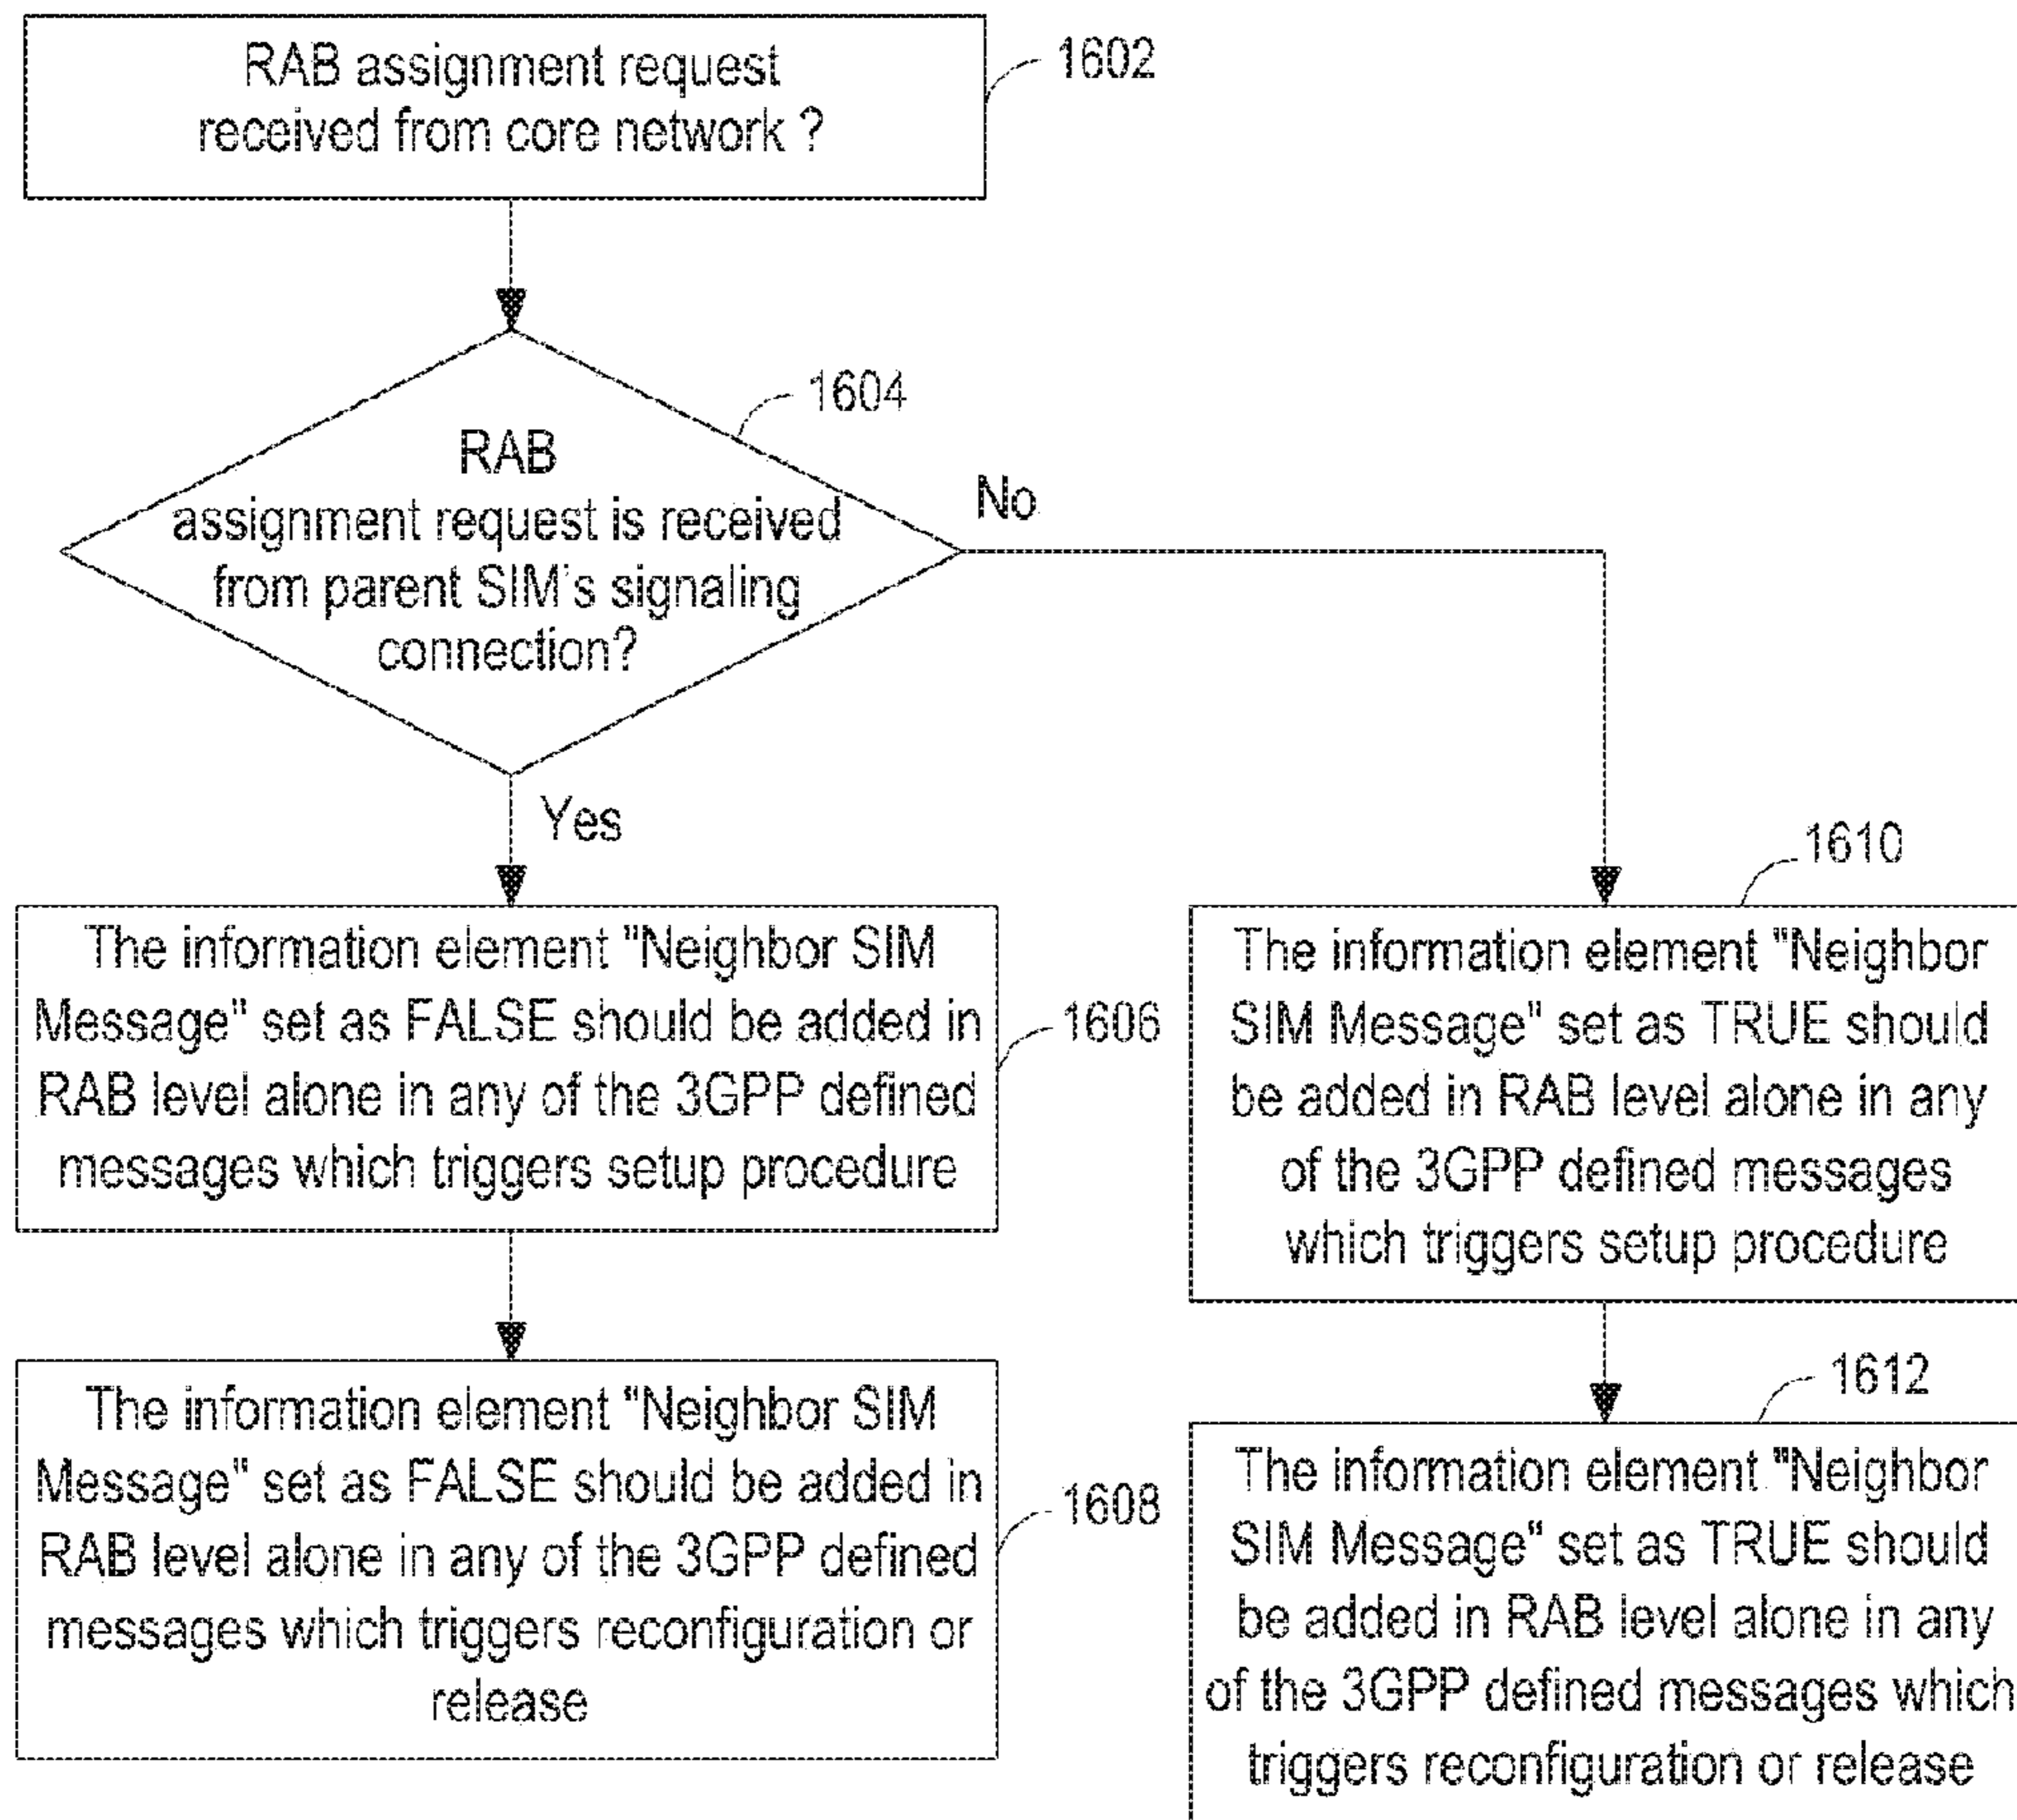 RAB assignment request
received from core network ?
1602
1604
RAB
assignment request is received
from parent SIM's signaling
connection?
No
Yes
The information element "Neighbor SIM
Message" set as FALSE should be added in
RAB level alone in any of the 3GPP defined
messages which triggers setup procedure
1606
The information element "Neighbor SIM
Message" set as FALSE should be added in
RAB level alone in any of the 3GPP defined
messages which triggers reconfiguration or
release
1608
1610
The information element "Neighbor
SIM Message" set as TRUE should
be added in RAB level alone in any
of the 3GPP defined messages
which triggers setup procedure
1612
The information element "Neighbor
SIM Message" set as TRUE should
be added in RAB level alone in any
of the 3GPP defined messages which
triggers reconfiguration or release